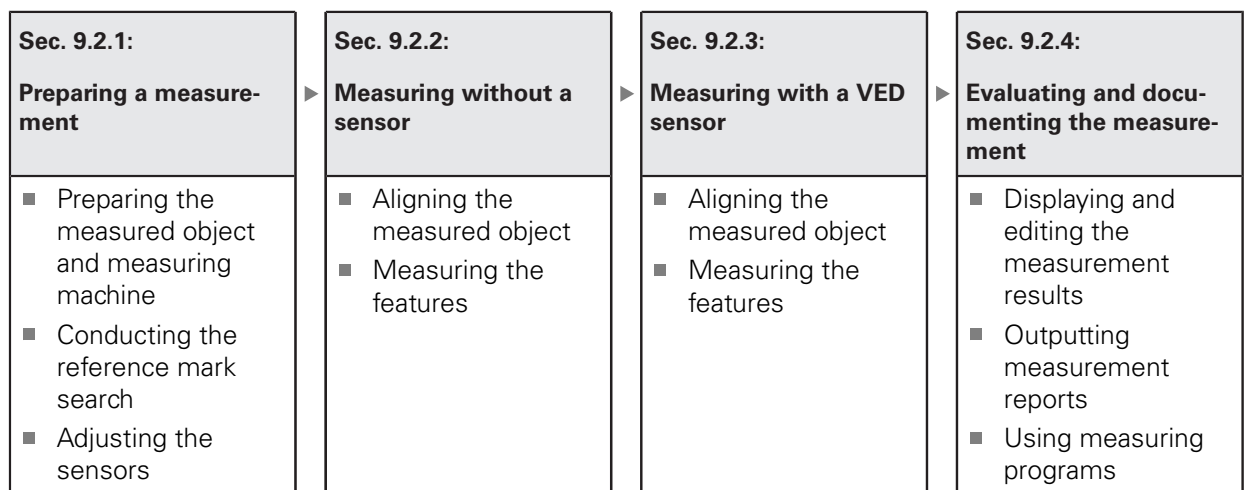 Sec. 9.2.1:
Preparing a measure-
ment
Preparing the
measured object
and measuring
machine
Conducting the
reference mark
search
Adjusting the
sensors
Sec. 9.2.2:
Measuring without a
sensor
Aligning the
measured object
Measuring the
features
Sec. 9.2.3:
Measuring with a VED
sensor
Aligning the
measured object
Measuring the
features
Sec. 9.2.4:
Evaluating and docu-
menting the measure-
ment
Displaying and
editing the
measurement
results
Outputting
measurement
reports
Using measuring
programs